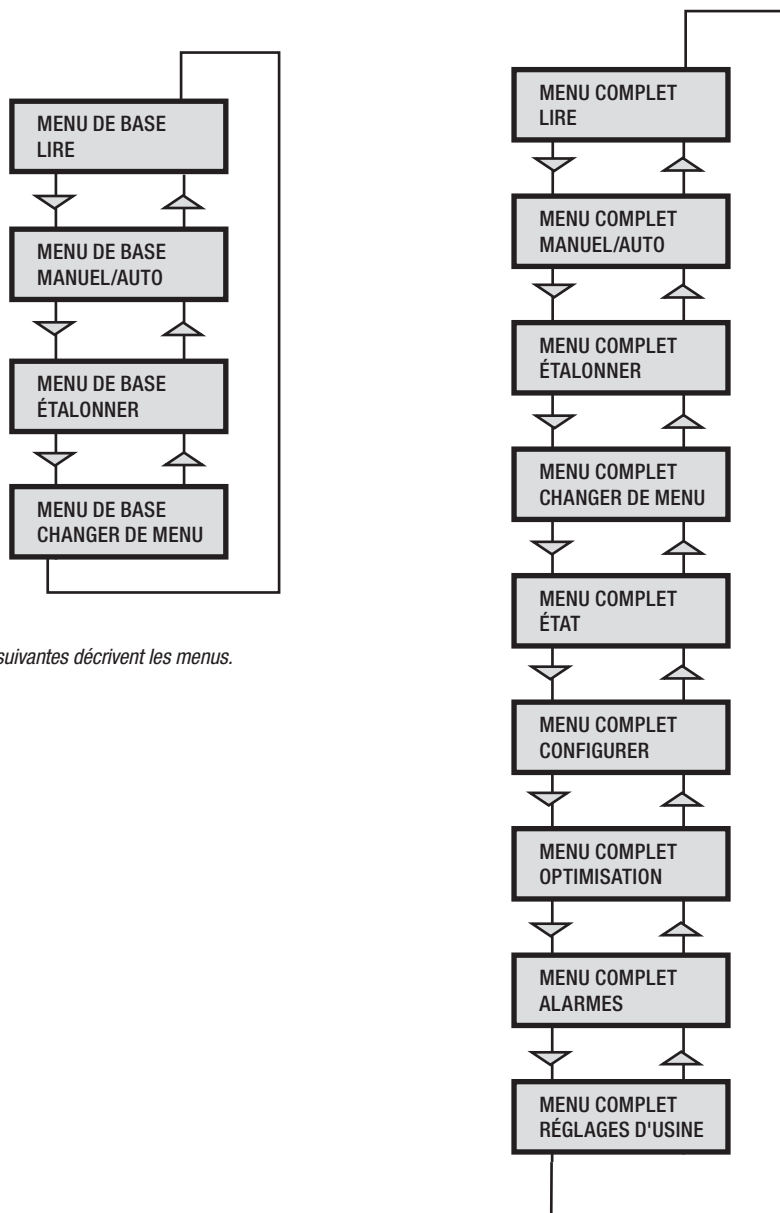 MENU DE BASE
LIRE
MENU DE BASE
MANUEL/AUTO
MENU DE BASE
ÉTALONNER
MENU DE BASE
CHANGER DE MENU
suivantes décrivent les menus.
MENU COMPLET
LIRE
MENU COMPLET
MANUEL/AUTO
MENU COMPLET
ÉTALONNER
MENU COMPLET
CHANGER DE MENU
MENU COMPLET
ÉTAT
MENU COMPLET
CONFIGURER
MENU COMPLET
OPTIMISATION
MENU COMPLET
ALARMES
MENU COMPLET
RÉGLAGES D'USINE